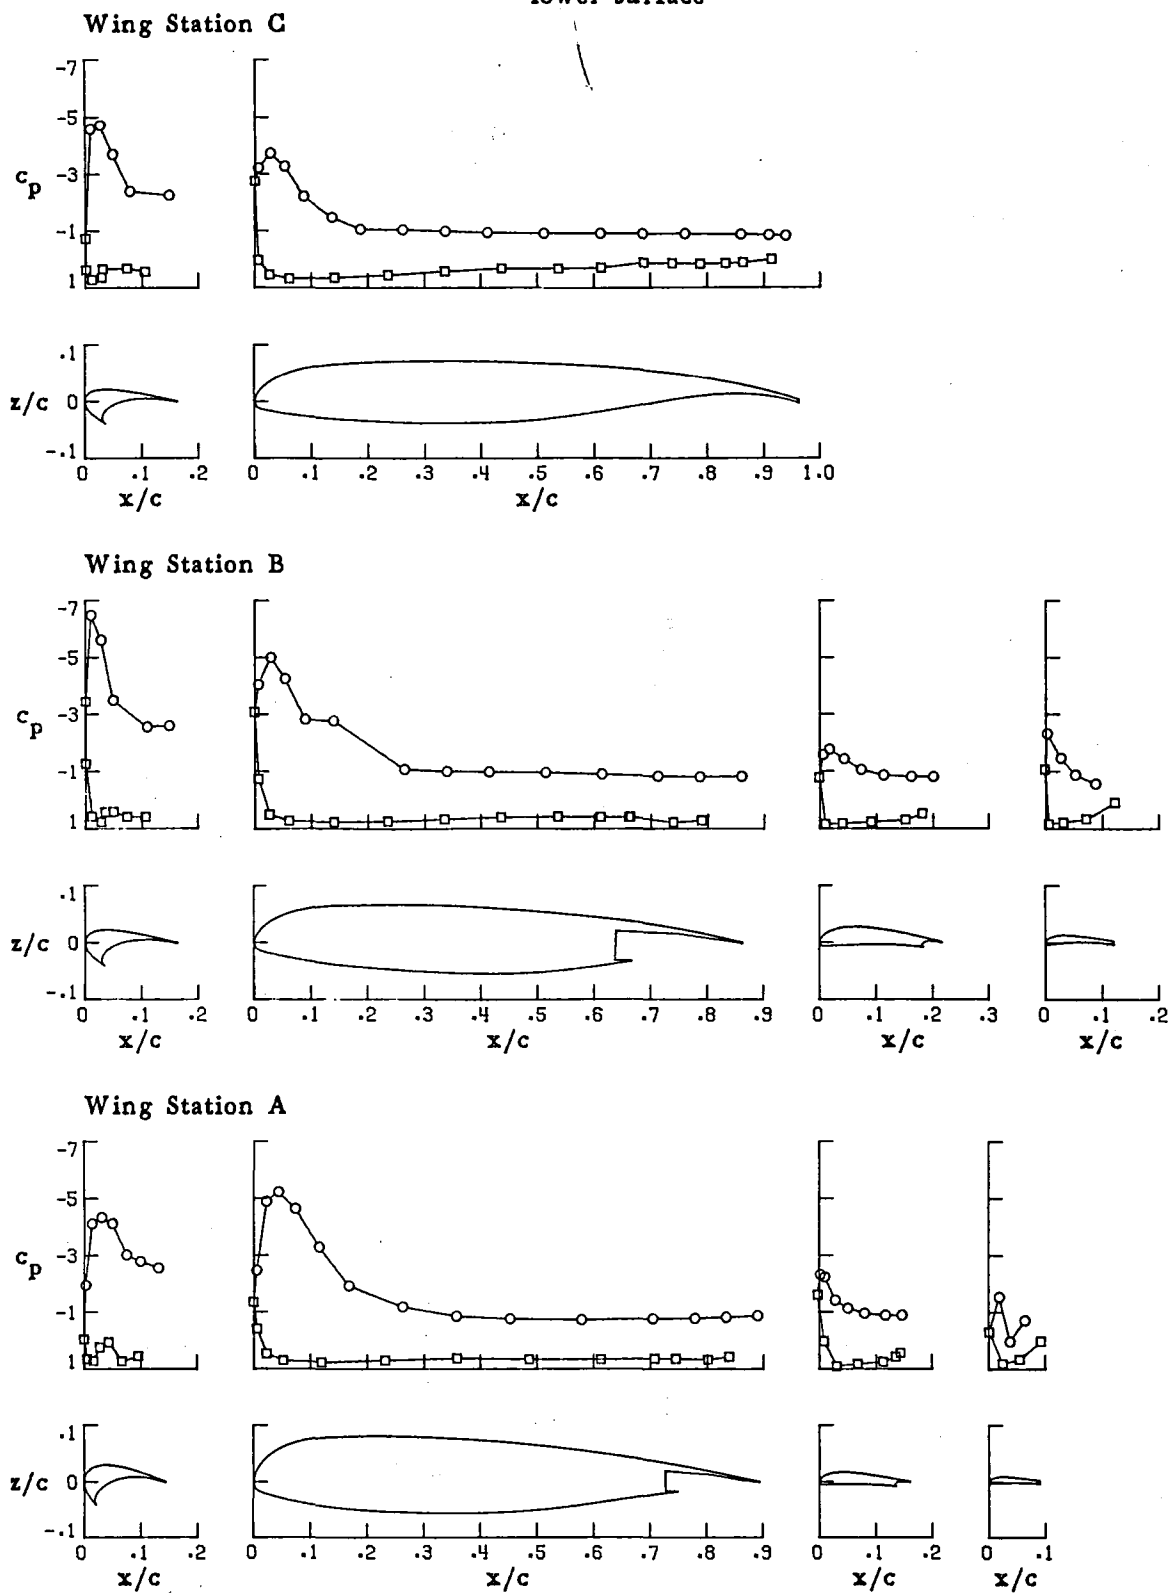 lower surface
Wing Station C
-7
-5
c_p -3
-1
1
.1
z/c 0
-.1
0 .1 .2 0 .1 .2 .3 .4 .5 .6 .7 .8 .9 1.0
x/c x/c
Wing Station B
-7
-5
c_p -3
-1
1
.1
z/c 0
-.1
0 .1 .2 0 .1 .2 .3 .4 .5 .6 .7 .8 .9 0 .1 .2 .3 0 .1 .2
x/c x/c x/c x/c
Wing Station A
-7
-5
c_p -3
-1
1
.1
z/c 0
-.1
0 .1 .2 0 .1 .2 .3 .4 .5 .6 .7 .8 .9 0 .1 .2 0 .1
x/c x/c x/c x/c